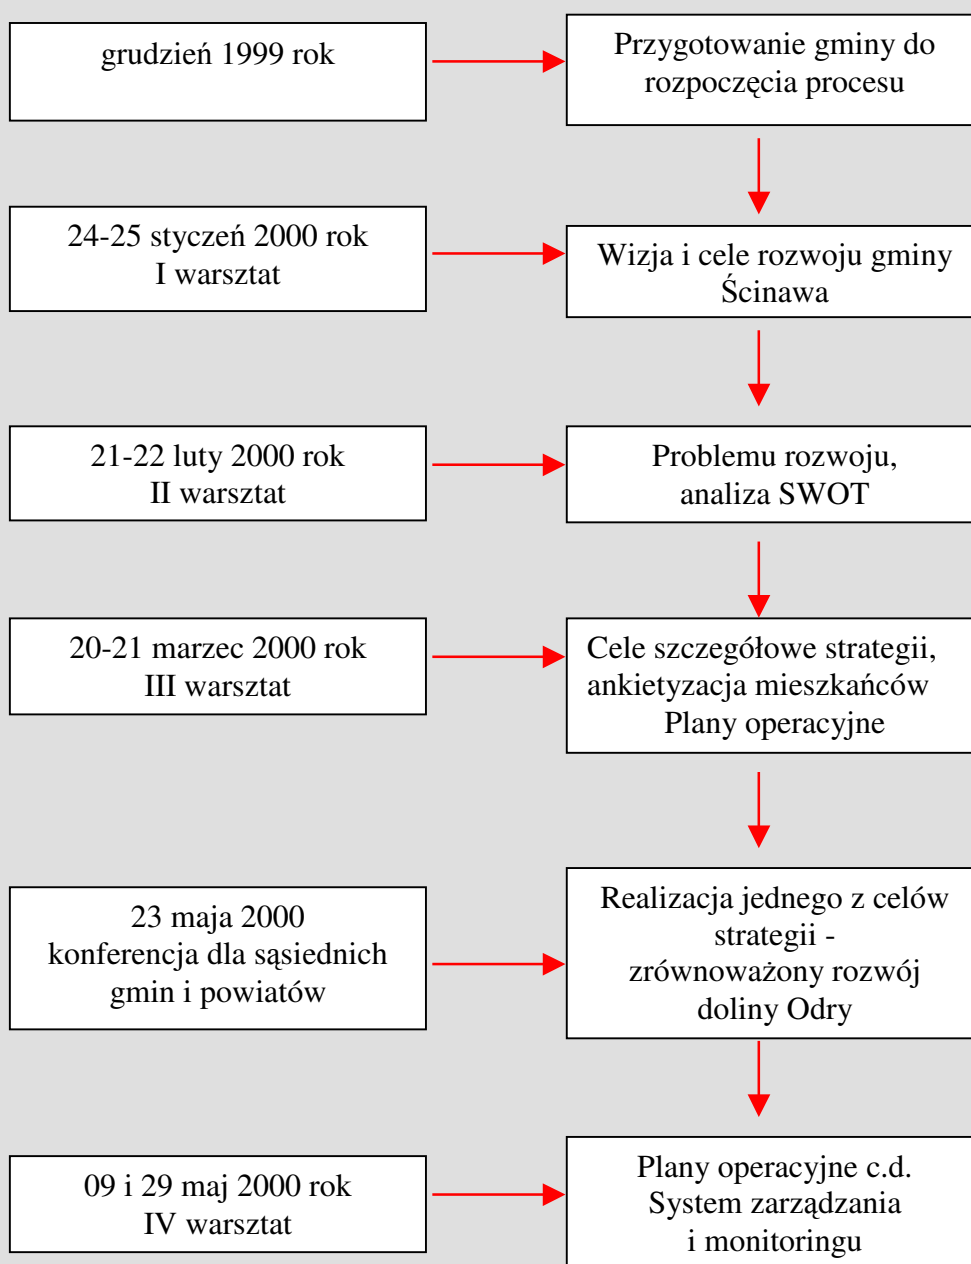 grudzień 1999 rok
Przygotowanie gminy do
rozpoczęcia procesu
24-25 styczeń 2000 rok
I warsztat
Wizja i cele rozwoju gminy
Ścinawa
21-22 luty 2000 rok
II warsztat
Problemu rozwoju,
analiza SWOT
20-21 marzec 2000 rok
III warsztat
Cele szczegółowe strategii,
ankietyzacja mieszkańców
Plany operacyjne
23 maja 2000
konferencja dla sąsiednich
gmin i powiatów
Realizacja jednego z celów
strategii -
zrównoważony rozwój
doliny Odry
09 i 29 maj 2000 rok
IV warsztat
Plany operacyjne c.d.
System zarządzania
i monitoringu